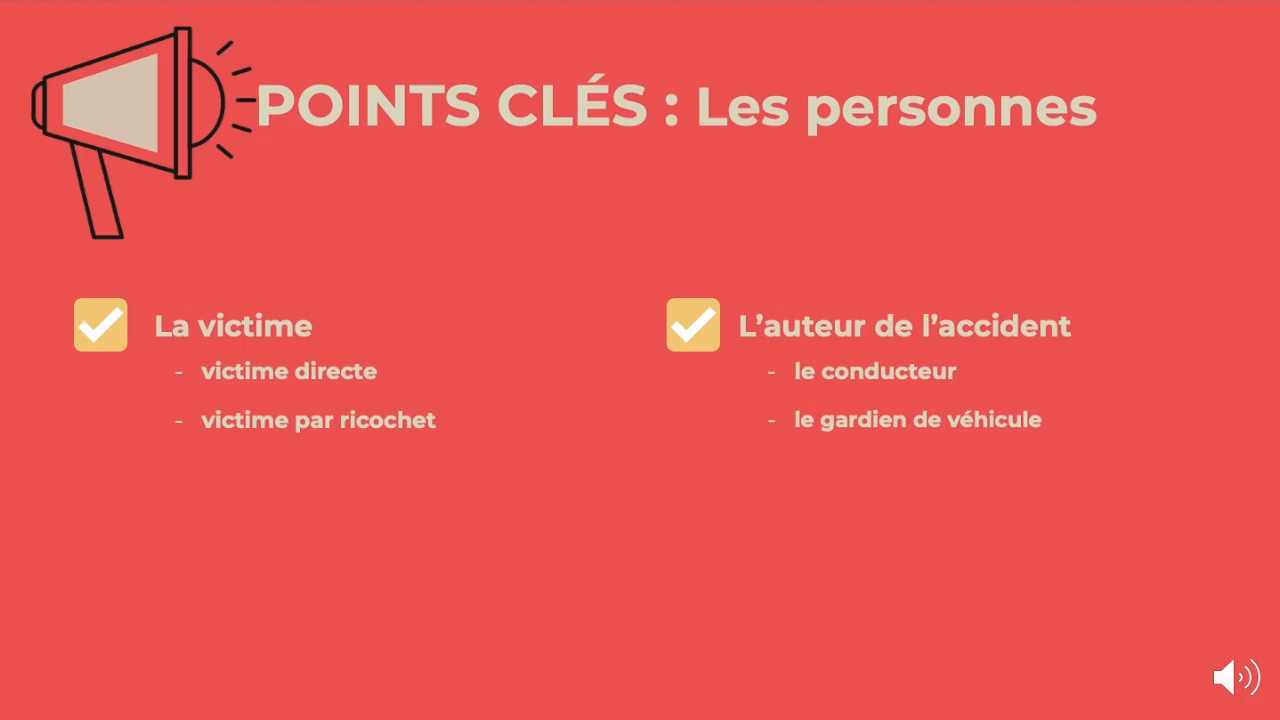 POINTS CLÉS : Les personnes
La victime
- victime directe
- victime par ricochet
L’auteur de l’accident
- le conducteur
- le gardien de véhicule